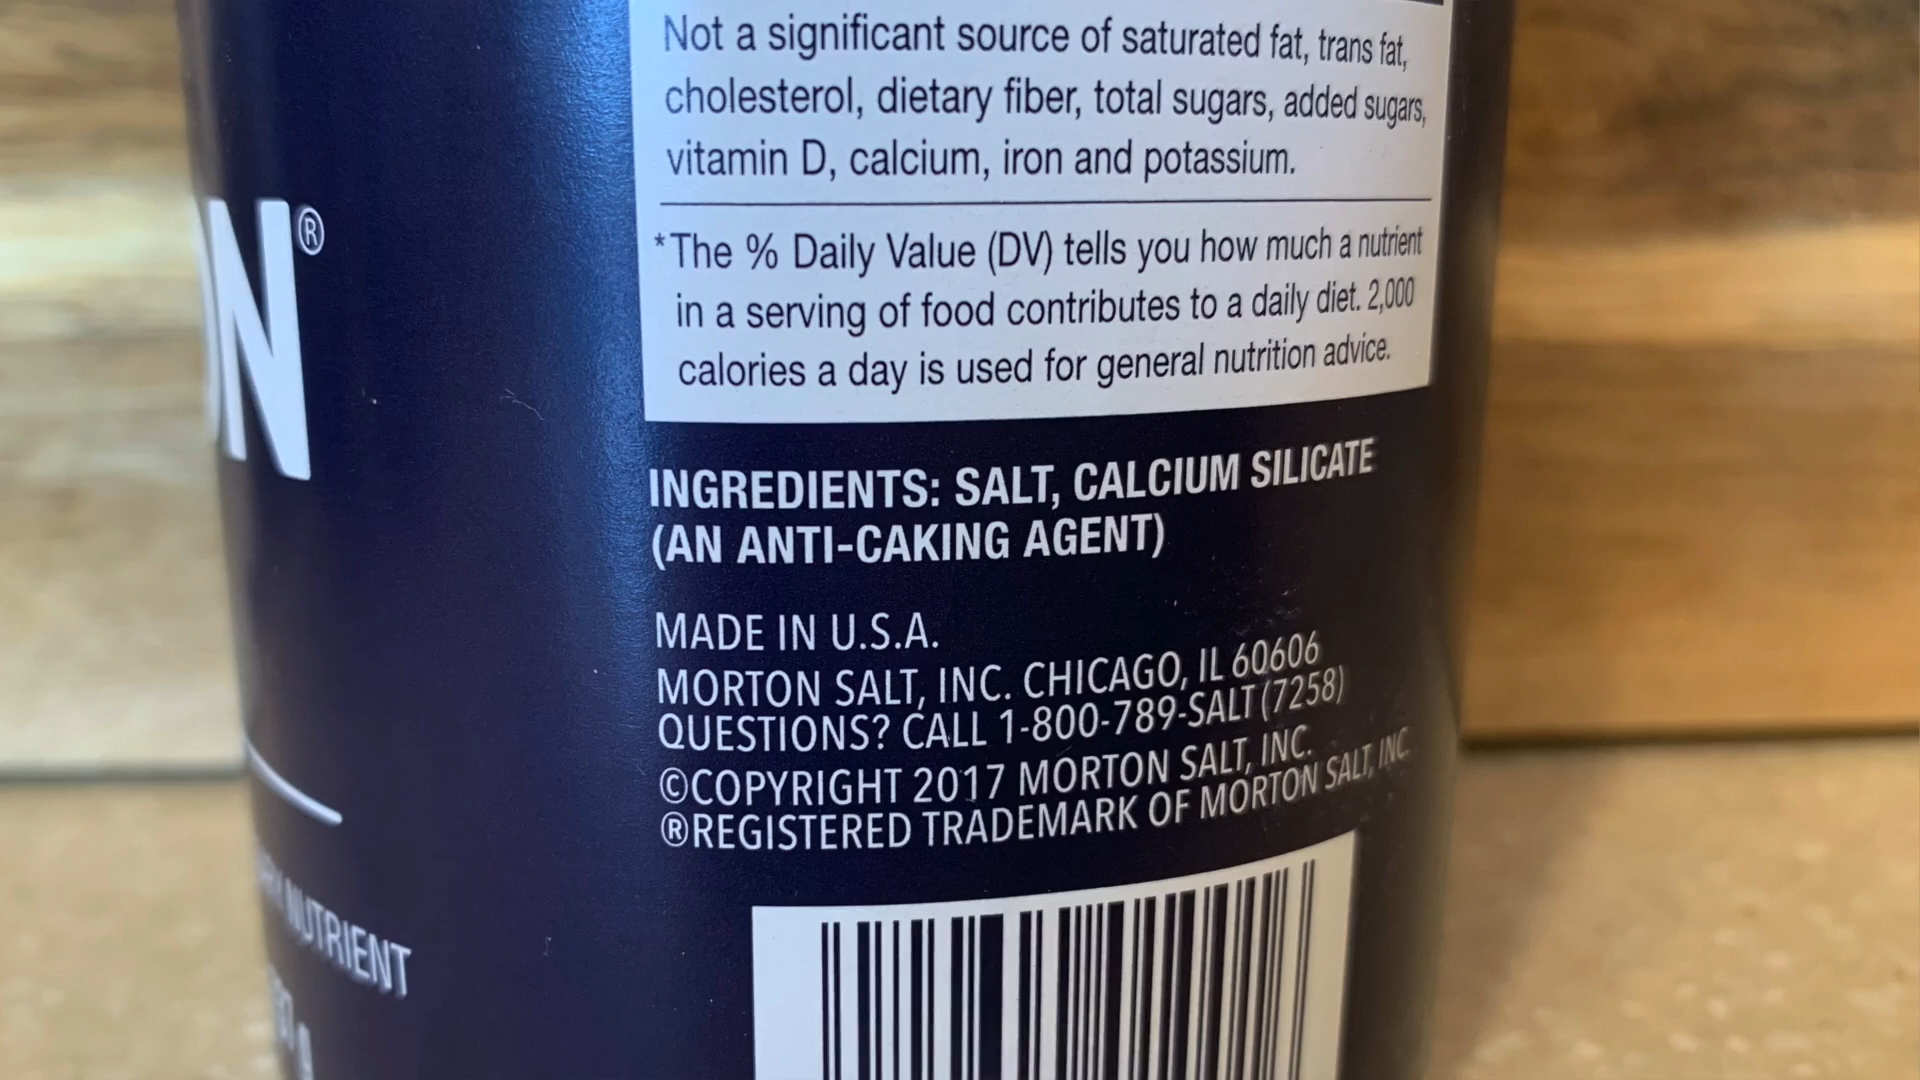 Not a significant source of saturated fat, trans fat,
cholesterol, dietary fiber, total sugars, added sugars,
vitamin D, calcium, iron and potassium.
*The % Daily Value (DV) tells you how much a nutrient
in a serving of food contributes to a daily diet. 2,000
calories a day is used for general nutrition advice.
INGREDIENTS: SALT, CALCIUM SILICATE
(AN ANTI-CAKING AGENT)
MADE IN U.S.A.
MORTON SALT, INC. CHICAGO, IL 60606
QUESTIONS? CALL 1-800-789-SALT (7258)
©COPYRIGHT 2017 MORTON SALT, INC.
®REGISTERED TRADEMARK OF MORTON SALT, INC.
N®
NUTRIENT